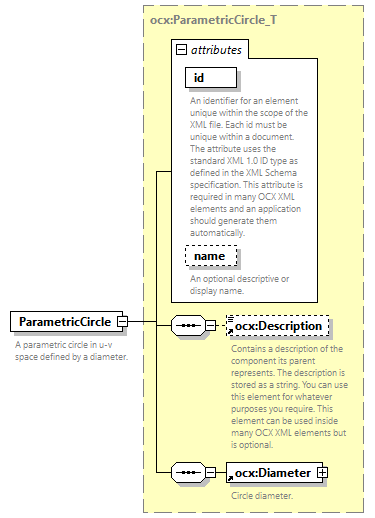 ocx:ParametricCircle_T
attributes
id
An identifier for an element
unique within the scope of the
XML file. Each id must be
unique within a document.
The attribute uses the
standard XML 1.0 ID type as
defined in the XML Schema
specification. This attribute is
required in many OCX XML
elements and an application
should generate them
automatically.
name
An optional descriptive or
display name.
ParametricCircle
A parametric circle in u-v
space defined by a diameter.
ocx:Description
Contains a description of the
component its parent
represents. The description is
stored as a string. You can use
this element for whatever
purposes you require. This
element can be used inside
many OCX XML elements but
is optional.
ocx:Diameter
Circle diameter.